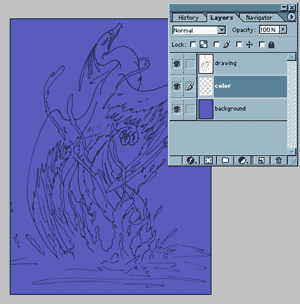 History Layers Navigator
Normal Opacity: 100%
Lock:
drawing
color
background